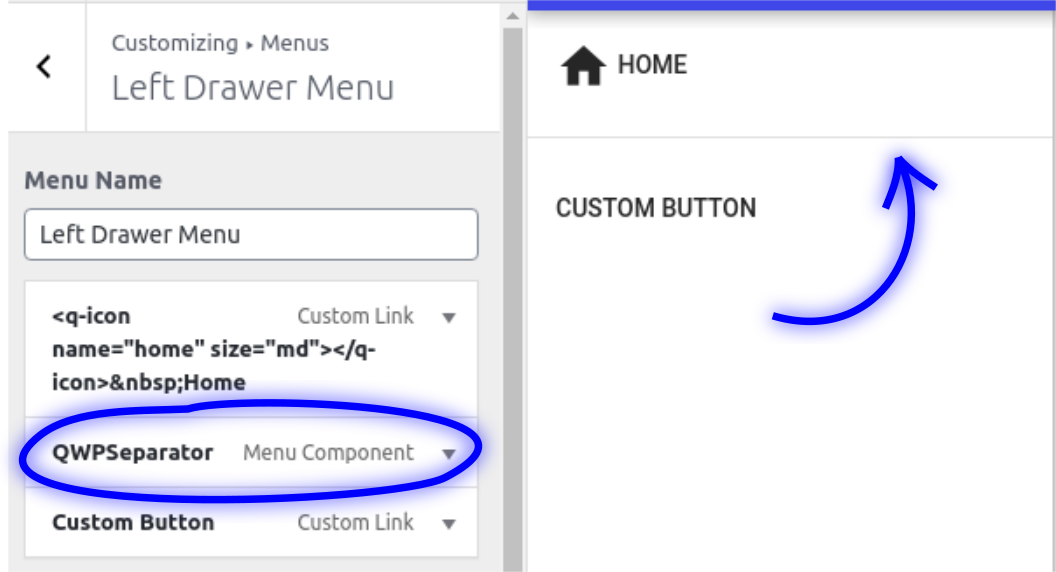 Customizing ▸ Menus
Left Drawer Menu
Menu Name
Left Drawer Menu
<q-icon Custom Link
name="home" size="md"></q-
icon>&nbsp;Home
QWPSeparator Menu Component
Custom Button Custom Link
HOME
CUSTOM BUTTON